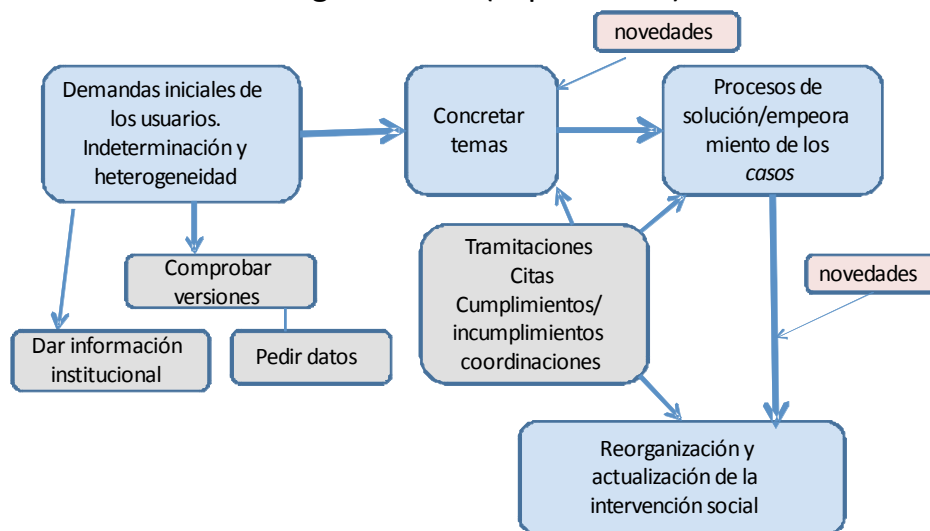 novedades
Demandas iniciales de
los usuarios.
Indeterminación y
heterogeneidad
Concretar
temas
Procesos de
solución/empeora
miento de los
casos
Comprobar
versiones
Dar información
institucional
Pedir datos
Tramitaciones
Citas
Cumplimientos/
incumplimientos
coordinaciones
novedades
Reorganización y
actualización de la
intervención social